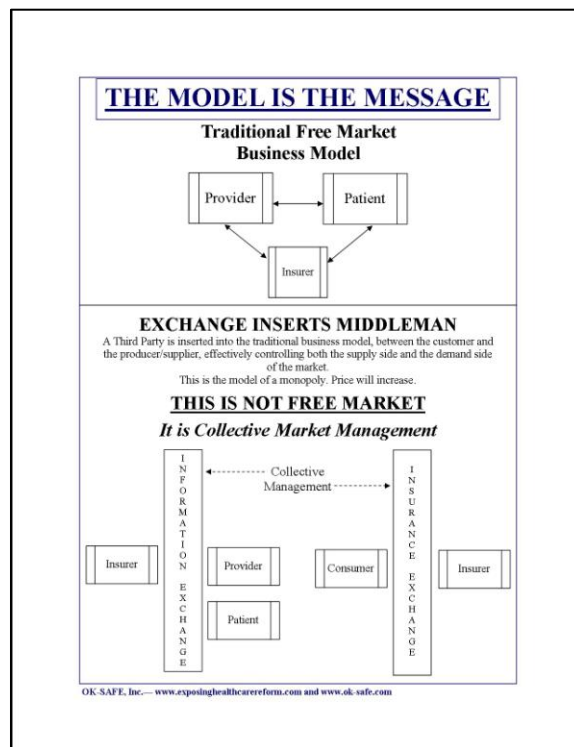 THE MODEL IS THE MESSAGE
Traditional Free Market
Business Model
Provider
Patient
Insurer
EXCHANGE INSERTS MIDDLEMAN
A Third Party is inserted into the traditional business model, between the customer and
the producer/supplier, effectively controlling both the supply side and the demand side
of the market.
This is the model of a monopoly. Price will increase.
THIS IS NOT FREE MARKET
It is Collective Market Management
Collective
Management
INFORMATION EXCHANGE
INSURANCE EXCHANGE
Insurer
Provider
Consumer
Insurer
Patient
OK-SAFE, Inc.— www.exposinghealthcarereform.com and www.ok-safe.com